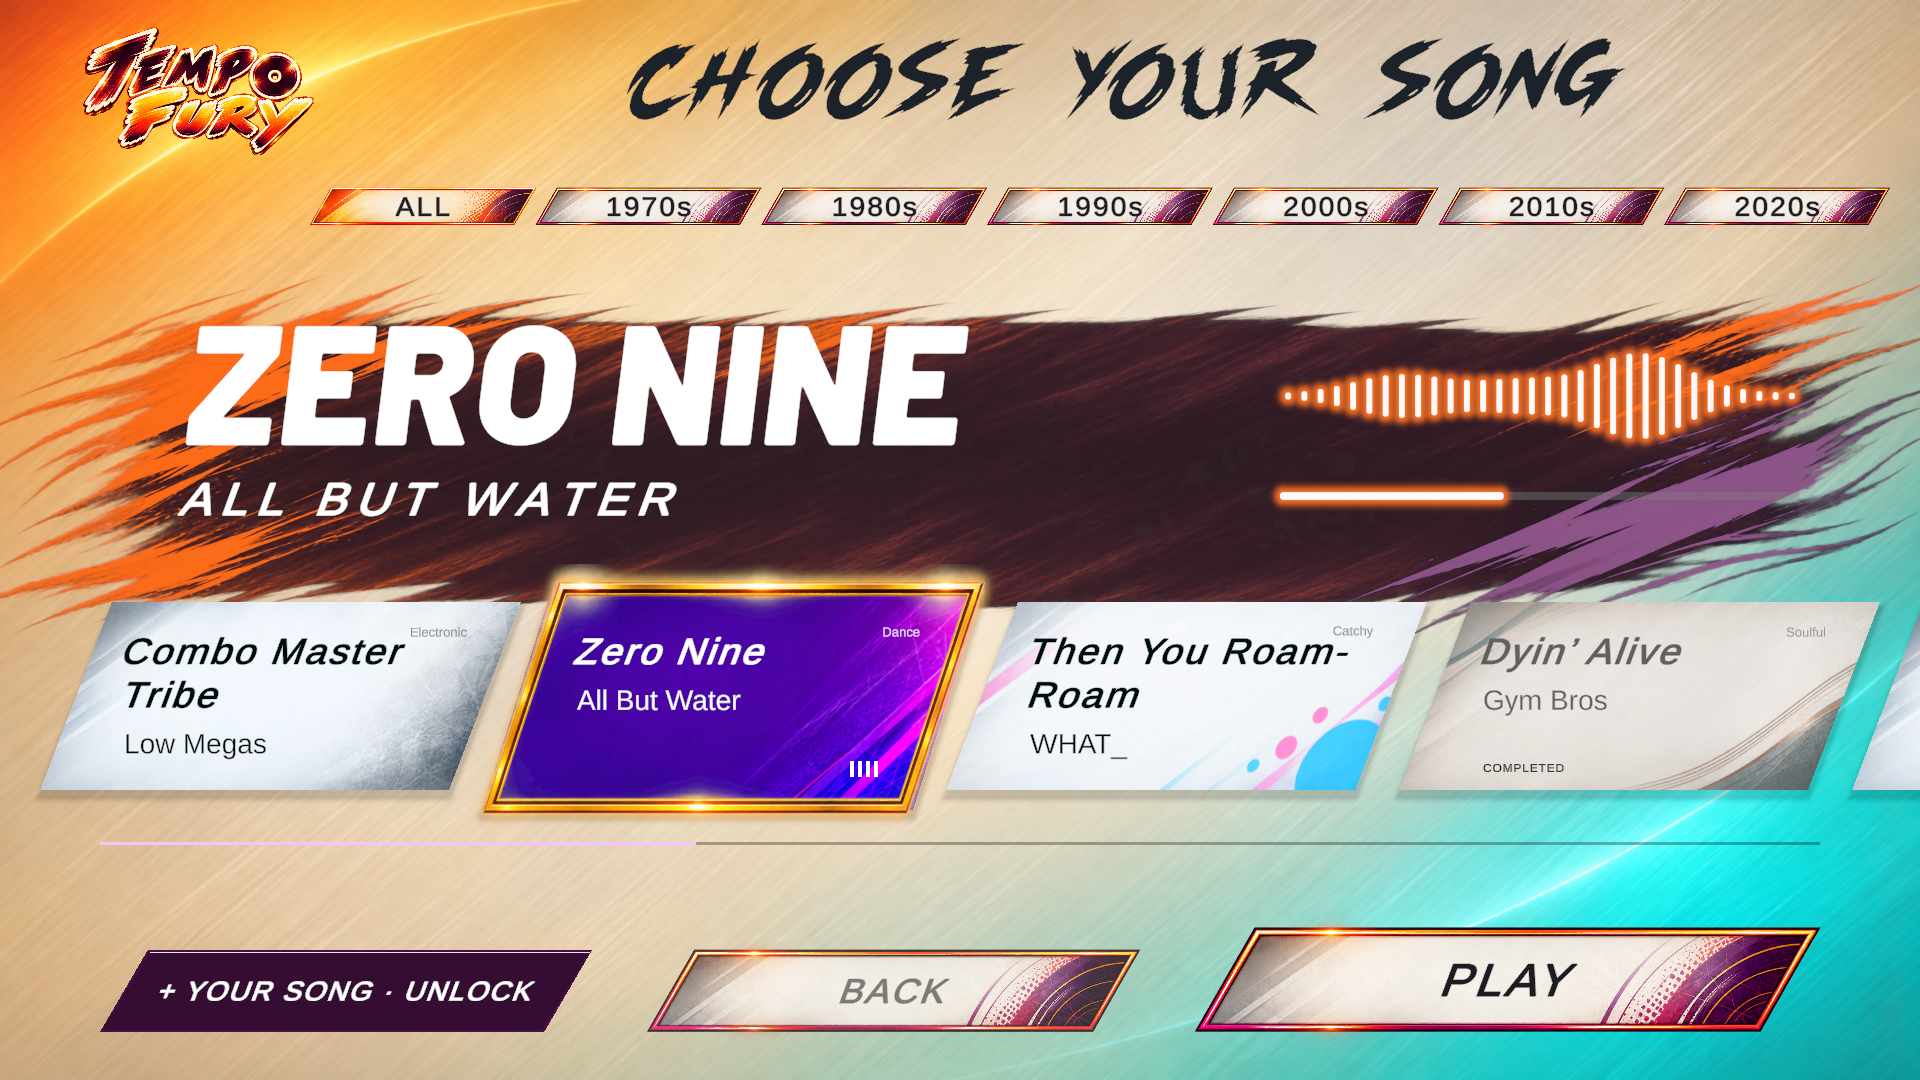 TEMPO
FURY
CHOOSE YOUR SONG
ALL
1970s
1980s
1990s
2000s
2010s
2020s
ZERO NINE
ALL BUT WATER
Combo Master
Tribe
Electronic
Low Megas
Zero Nine
Dance
All But Water
Then You Roam-
Roam
Catchy
WHAT_
Dyin’ Alive
Soulful
Gym Bros
COMPLETED
+ YOUR SONG · UNLOCK
BACK
PLAY